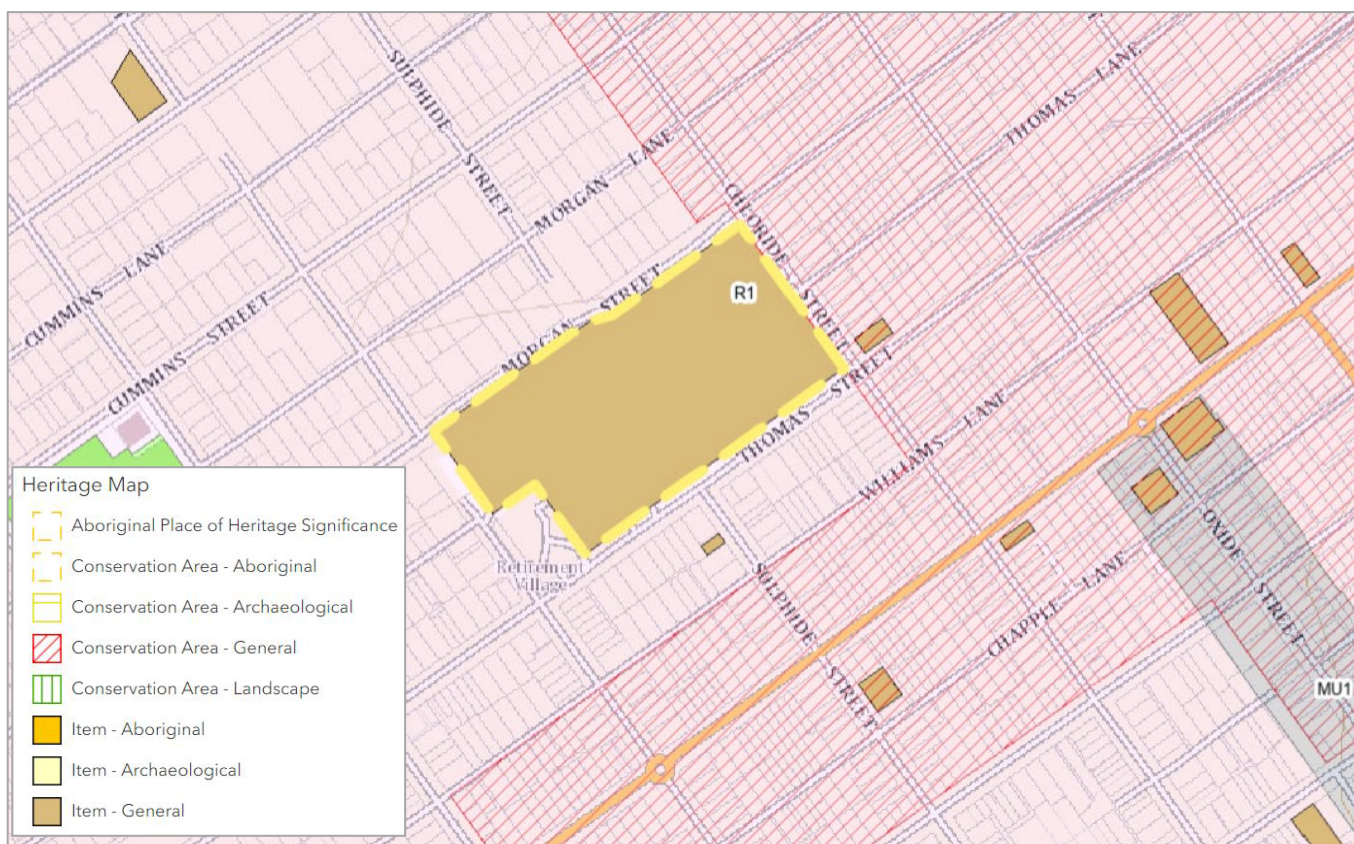 SULPHIDE
STREET
MORGAN LANE
THOMAS LANE
CHLORIDE
STREET
CUMMINS LANE
CUMMINS STREET
MORGAN STREET
R1
THOMAS STREET
WILLIAMS LANE
Retirement
Village
SULPHIDE
STREET
CHAPPLE LANE
OXIDE
STREET
MU1
Heritage Map
Aboriginal Place of Heritage Significance
Conservation Area - Aboriginal
Conservation Area - Archaeological
Conservation Area - General
Conservation Area - Landscape
Item - Aboriginal
Item - Archaeological
Item - General